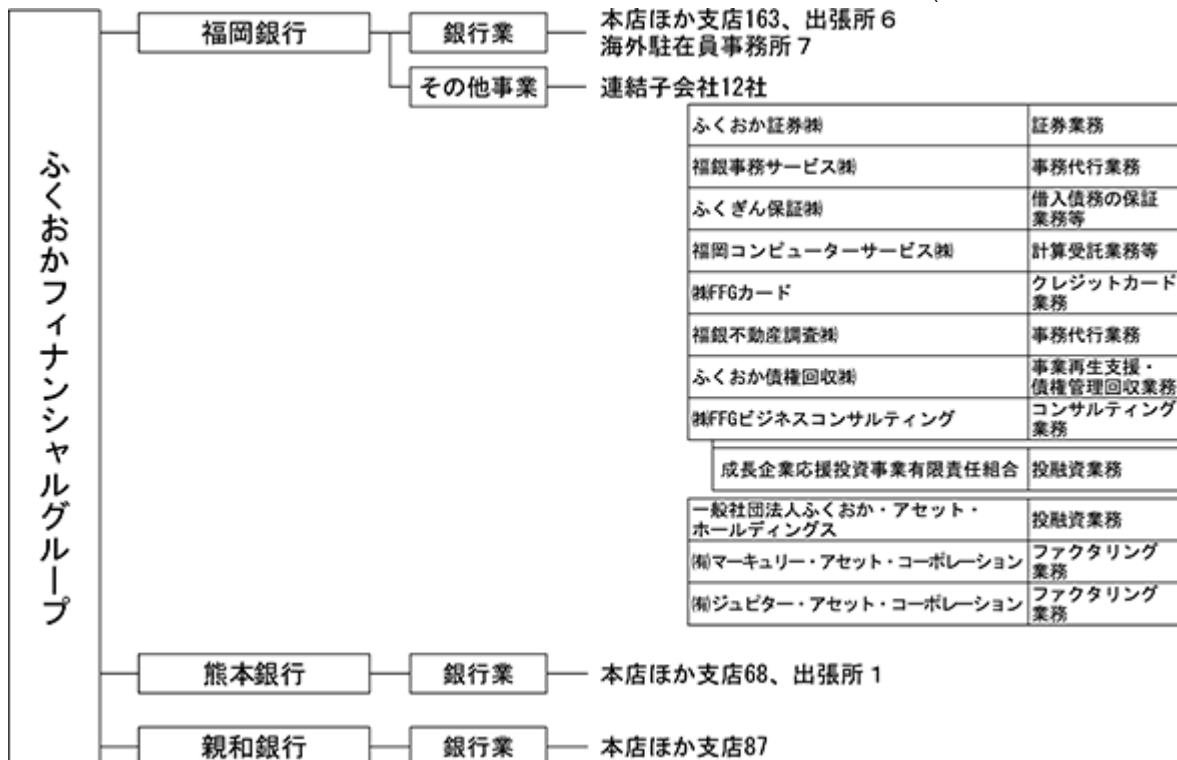 ふくおかフィナンシャルグループ
福岡銀行
銀行業
本店ほか支店163、出張所6
海外駐在員事務所7
その他事業
連結子会社12社
ふくおか証券㈱
証券業務
福銀事務サービス㈱
事務代行業務
ふくぎん保証㈱
借入債務の保証
業務等
福岡コンピューターサービス㈱
計算受託業務等
㈱FFGカード
クレジットカード
業務
福銀不動産調査㈱
事務代行業務
ふくおか債権回収㈱
事業再生支援・
債権管理回収業務
㈱FFGビジネスコンサルティング
コンサルティング
業務
成長企業応援投資事業有限責任組合
投融資業務
一般社団法人ふくおか・アセット・
ホールディングス
投融資業務
㈲マーキュリー・アセット・コーポレーション
ファクタリング
業務
㈲ジュピター・アセット・コーポレーション
ファクタリング
業務
熊本銀行
銀行業
本店ほか支店68、出張所1
親和銀行
銀行業
本店ほか支店87